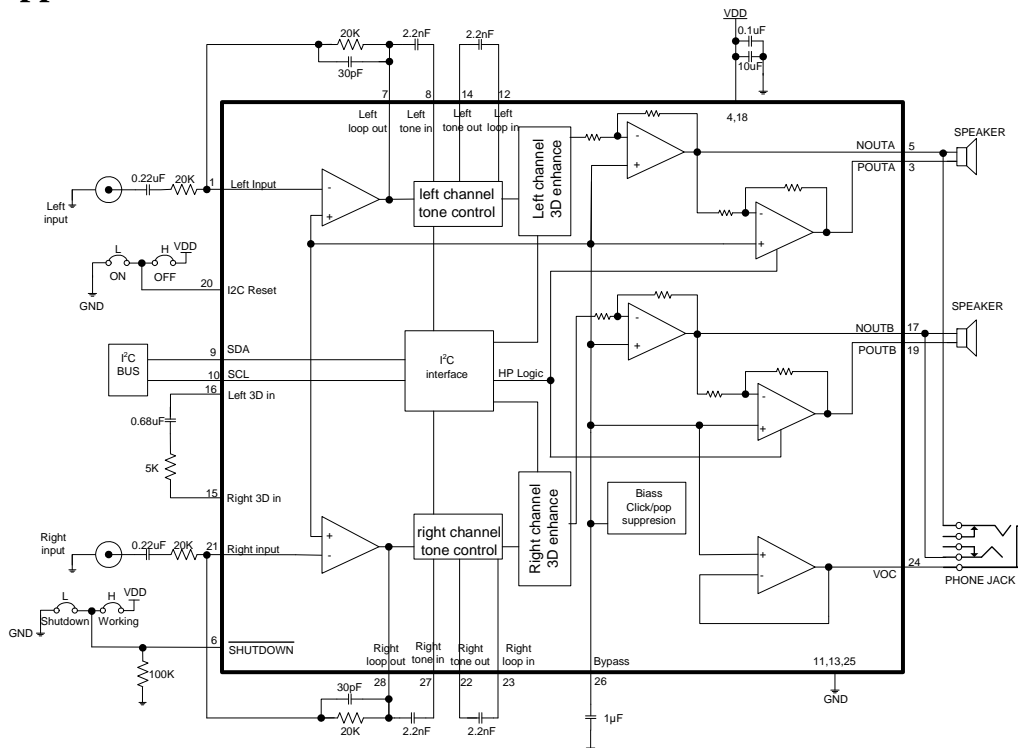 VDD
0.1uF
10uF
20K
2.2nF
2.2nF
30pF
7
8
14
12
4,18
Left
loop out
Left
tone in
Left
tone out
Left
loop in
SPEAKER
NOUTA
5
POUTA
3
0.22uF
20K
1
Left Input
Left
input
-
+
left channel
tone control
Left channel
3D enhance
-
+
-
+
L
H
VDD
ON
OFF
GND
20
I2C Reset
SPEAKER
NOUTB
17
POUTB
19
-
+
-
+
I²C
BUS
9
SDA
10
SCL
I²C
interface
HP Logic
16
Left 3D in
0.68uF
5K
15
Right 3D in
Right
input
0.22uF
20K
21
Right input
+
-
right channel
tone control
Right channel
3D enhance
Biass
Click/pop
suppresion
+
-
VOC
24
PHONE JACK
L
H
VDD
Shutdown
Working
GND
6
SHUTDOWN
100K
Right
loop out
Right
tone in
Right
tone out
Right
loop in
Bypass
11,13,25
28
27
22
23
26
GND
30pF
20K
2.2nF
2.2nF
1µF